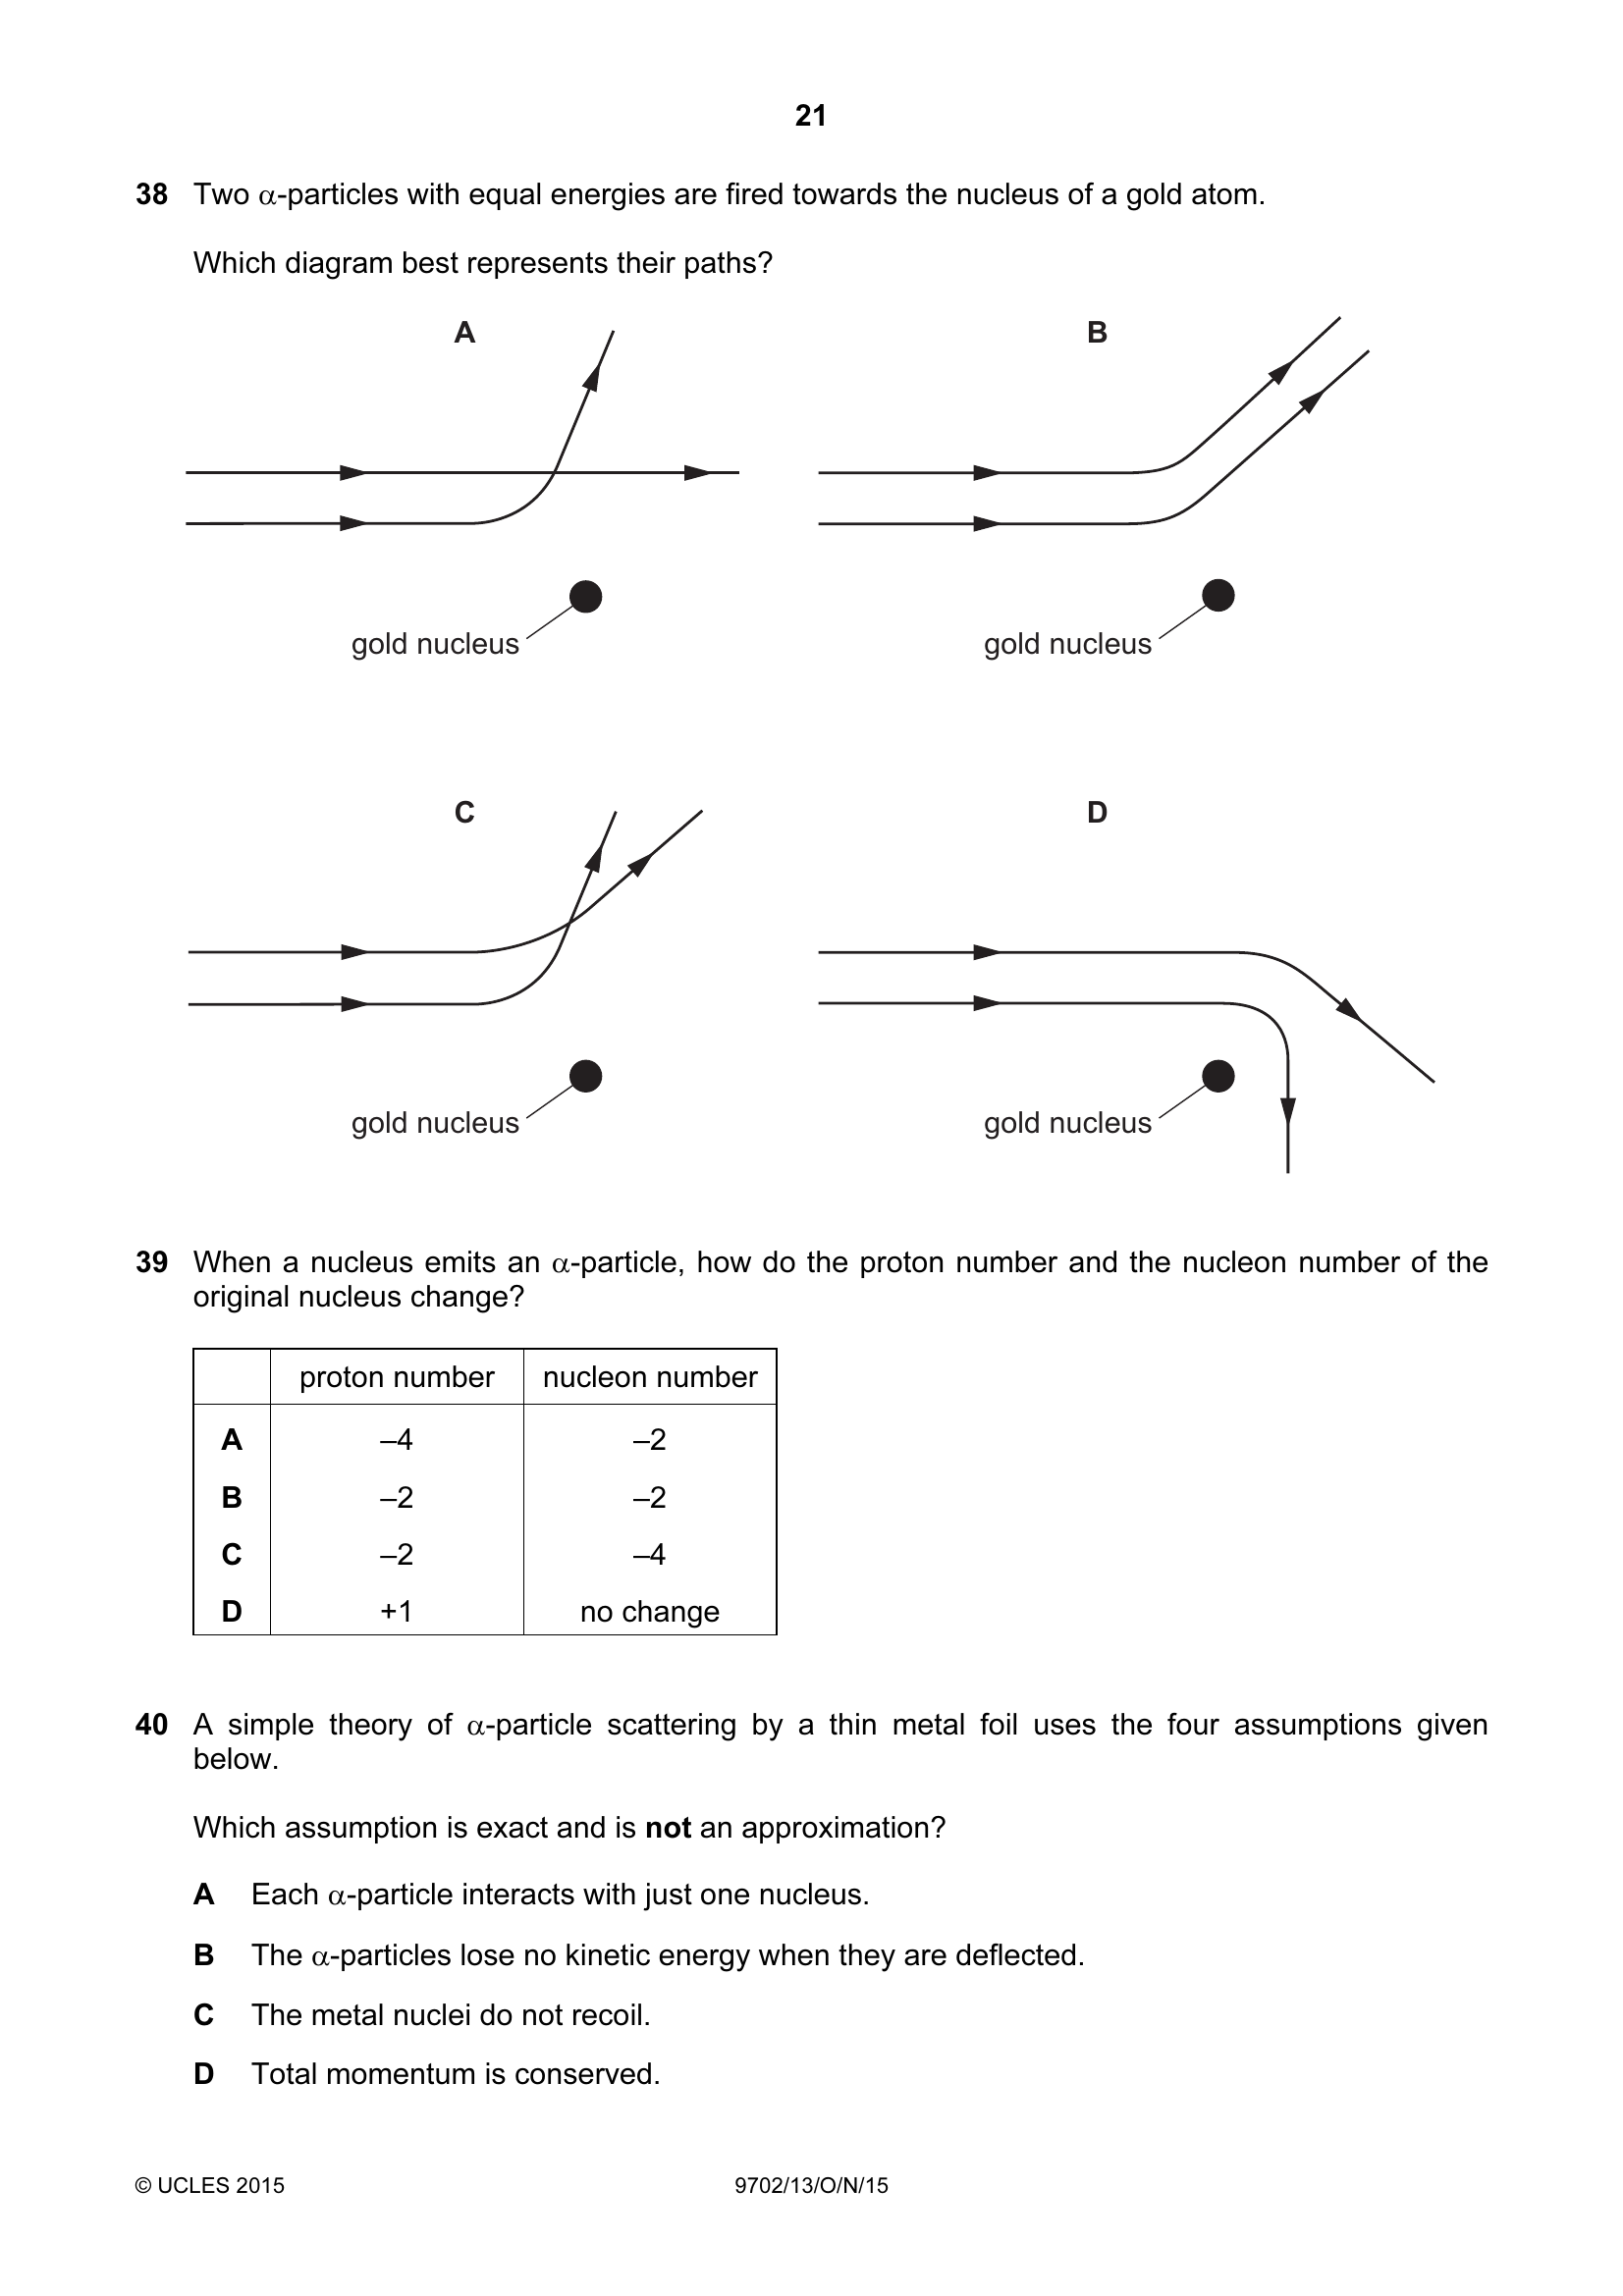 21
38 Two α-particles with equal energies are fired towards the nucleus of a gold atom.
Which diagram best represents their paths?
A
B
gold nucleus
gold nucleus
C
D
gold nucleus
gold nucleus
39 When a nucleus emits an α-particle, how do the proton number and the nucleon number of the
original nucleus change?
proton number nucleon number
A –4 –2
B –2 –2
C –2 –4
D +1 no change
40 A simple theory of α-particle scattering by a thin metal foil uses the four assumptions given
below.
Which assumption is exact and is not an approximation?
A Each α-particle interacts with just one nucleus.
B The α-particles lose no kinetic energy when they are deflected.
C The metal nuclei do not recoil.
D Total momentum is conserved.
© UCLES 2015 9702/13/O/N/15